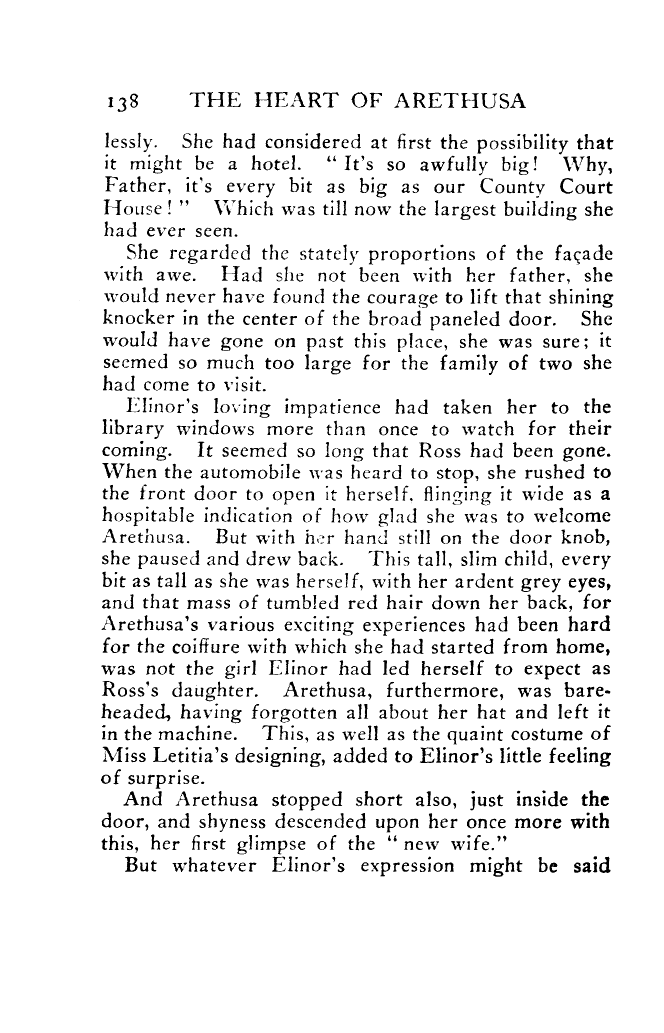 138 THE HEART OF ARETHUSA
lessly. She had considered at first the possibility that
it might be a hotel. “ It's so awfully big! Why,
Father, it's every bit as big as our County Court
House! ” Which was till now the largest building she
had ever seen.
She regarded the stately proportions of the façade
with awe. Had she not been with her father, she
would never have found the courage to lift that shining
knocker in the center of the broad paneled door. She
would have gone on past this place, she was sure; it
seemed so much too large for the family of two she
had come to visit.
Elinor's loving impatience had taken her to the
library windows more than once to watch for their
coming. It seemed so long that Ross had been gone.
When the automobile was heard to stop, she rushed to
the front door to open it herself, flinging it wide as a
hospitable indication of how glad she was to welcome
Arethusa. But with her hand still on the door knob,
she paused and drew back. This tall, slim child, every
bit as tall as she was herself, with her ardent grey eyes,
and that mass of tumbled red hair down her back, for
Arethusa's various exciting experiences had been hard
for the coiffure with which she had started from home,
was not the girl Elinor had led herself to expect as
Ross's daughter. Arethusa, furthermore, was bare-
headed, having forgotten all about her hat and left it
in the machine. This, as well as the quaint costume of
Miss Letitia's designing, added to Elinor's little feeling
of surprise.
And Arethusa stopped short also, just inside the
door, and shyness descended upon her once more with
this, her first glimpse of the “ new wife.”
But whatever Elinor's expression might be said